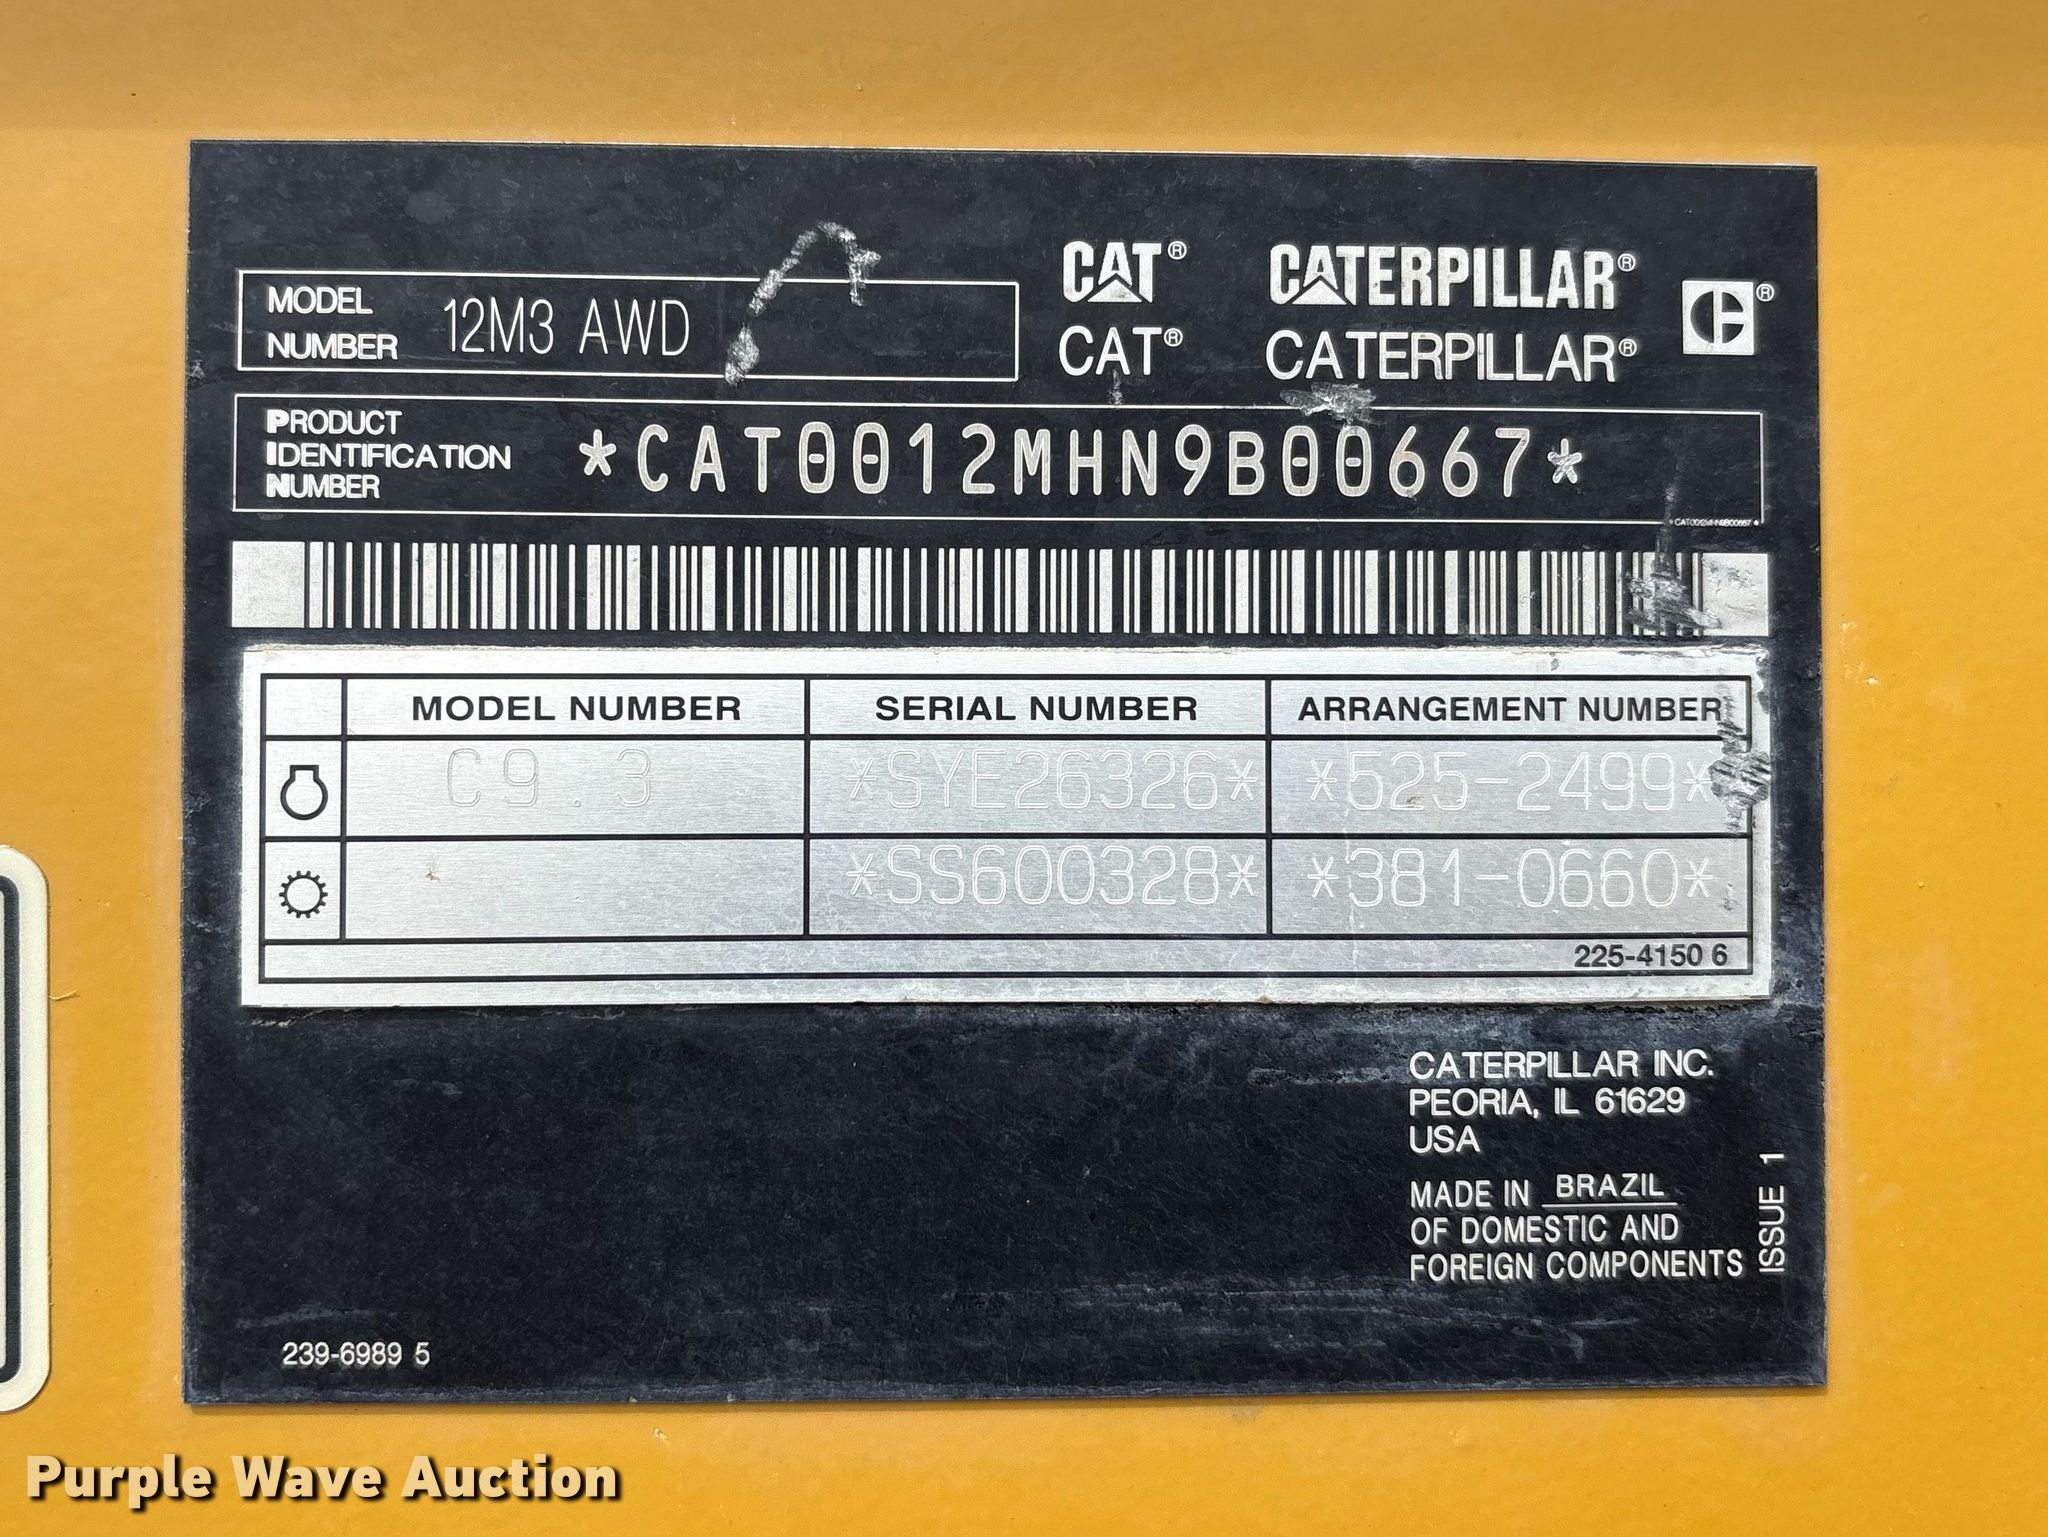 CAT® CATERPILLAR® ®
MODEL NUMBER 12M3 AWD
CAT® CATERPILLAR®
PRODUCT IDENTIFICATION NUMBER *CAT0012MHN9B00667*
*CAT0012MHN9B00667*
MODEL NUMBER SERIAL NUMBER ARRANGEMENT NUMBER
C9.3 *SYE26326* *525-2499*
*SS600328* *381-0660*
225-4150 6
CATERPILLAR INC.
PEORIA, IL 61629
USA
MADE IN BRAZIL
OF DOMESTIC AND
FOREIGN COMPONENTS
ISSUE 1
239-6989 5
Purple Wave Auction